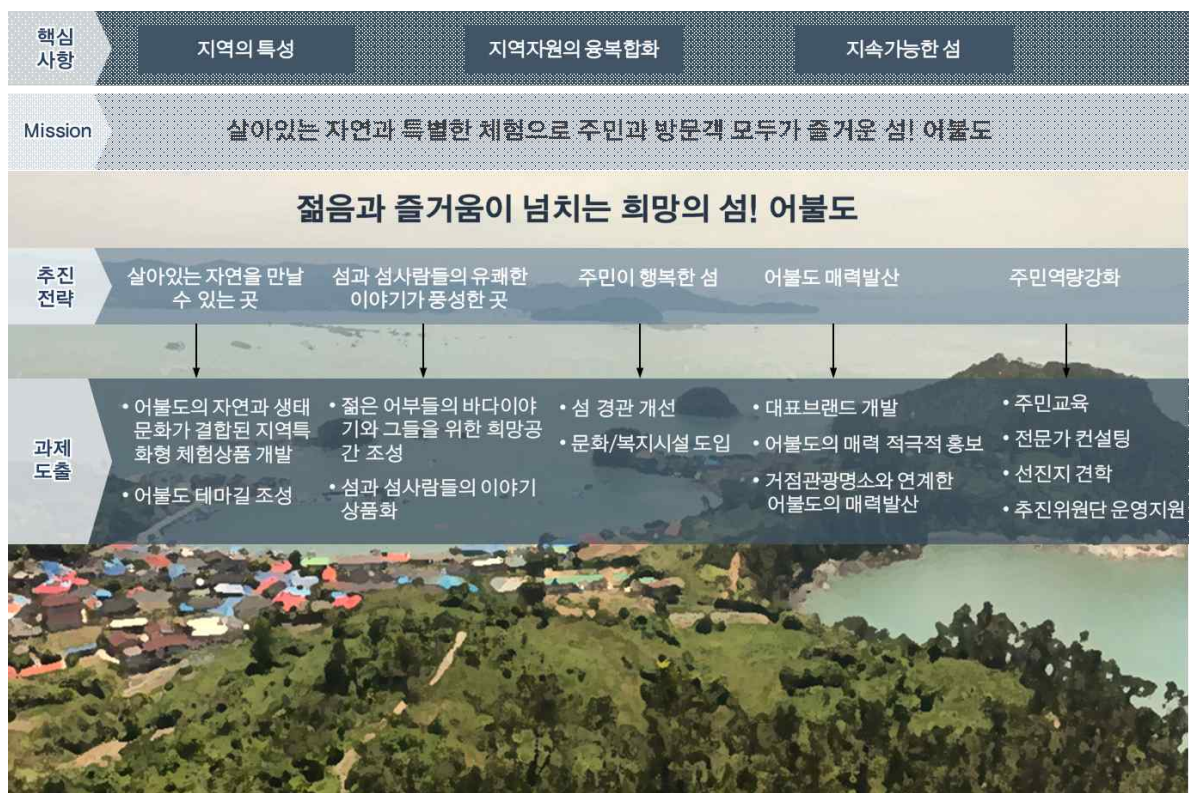 핵심
사항
지역의 특성
지역자원의 융복합화
지속가능한 섬
Mission
살아있는 자연과 특별한 체험으로 주민과 방문객 모두가 즐거운 섬! 어불도
젊음과 즐거움이 넘치는 희망의 섬! 어불도
추진
전략
살아있는 자연을 만날
수 있는 곳
섬과 섬사람들의 유쾌한
이야기가 풍성한 곳
주민이 행복한 섬
어불도 매력발산
주민역량강화
과제
도출
• 어불도의 자연과 생태
문화가 결합된 지역특
화형 체험상품 개발
• 어불도 테마길 조성
• 젊은 어부들의 바다이야
기와 그들을 위한 희망공
간 조성
• 섬과 섬사람들의 이야기
상품화
• 섬 경관 개선
• 문화/복지시설 도입
• 대표브랜드 개발
• 어불도의 매력 적극적 홍보
• 거점관광명소와 연계한
어불도의 매력발산
• 주민교육
• 전문가 컨설팅
• 선진지 견학
• 추진위원단 운영지원